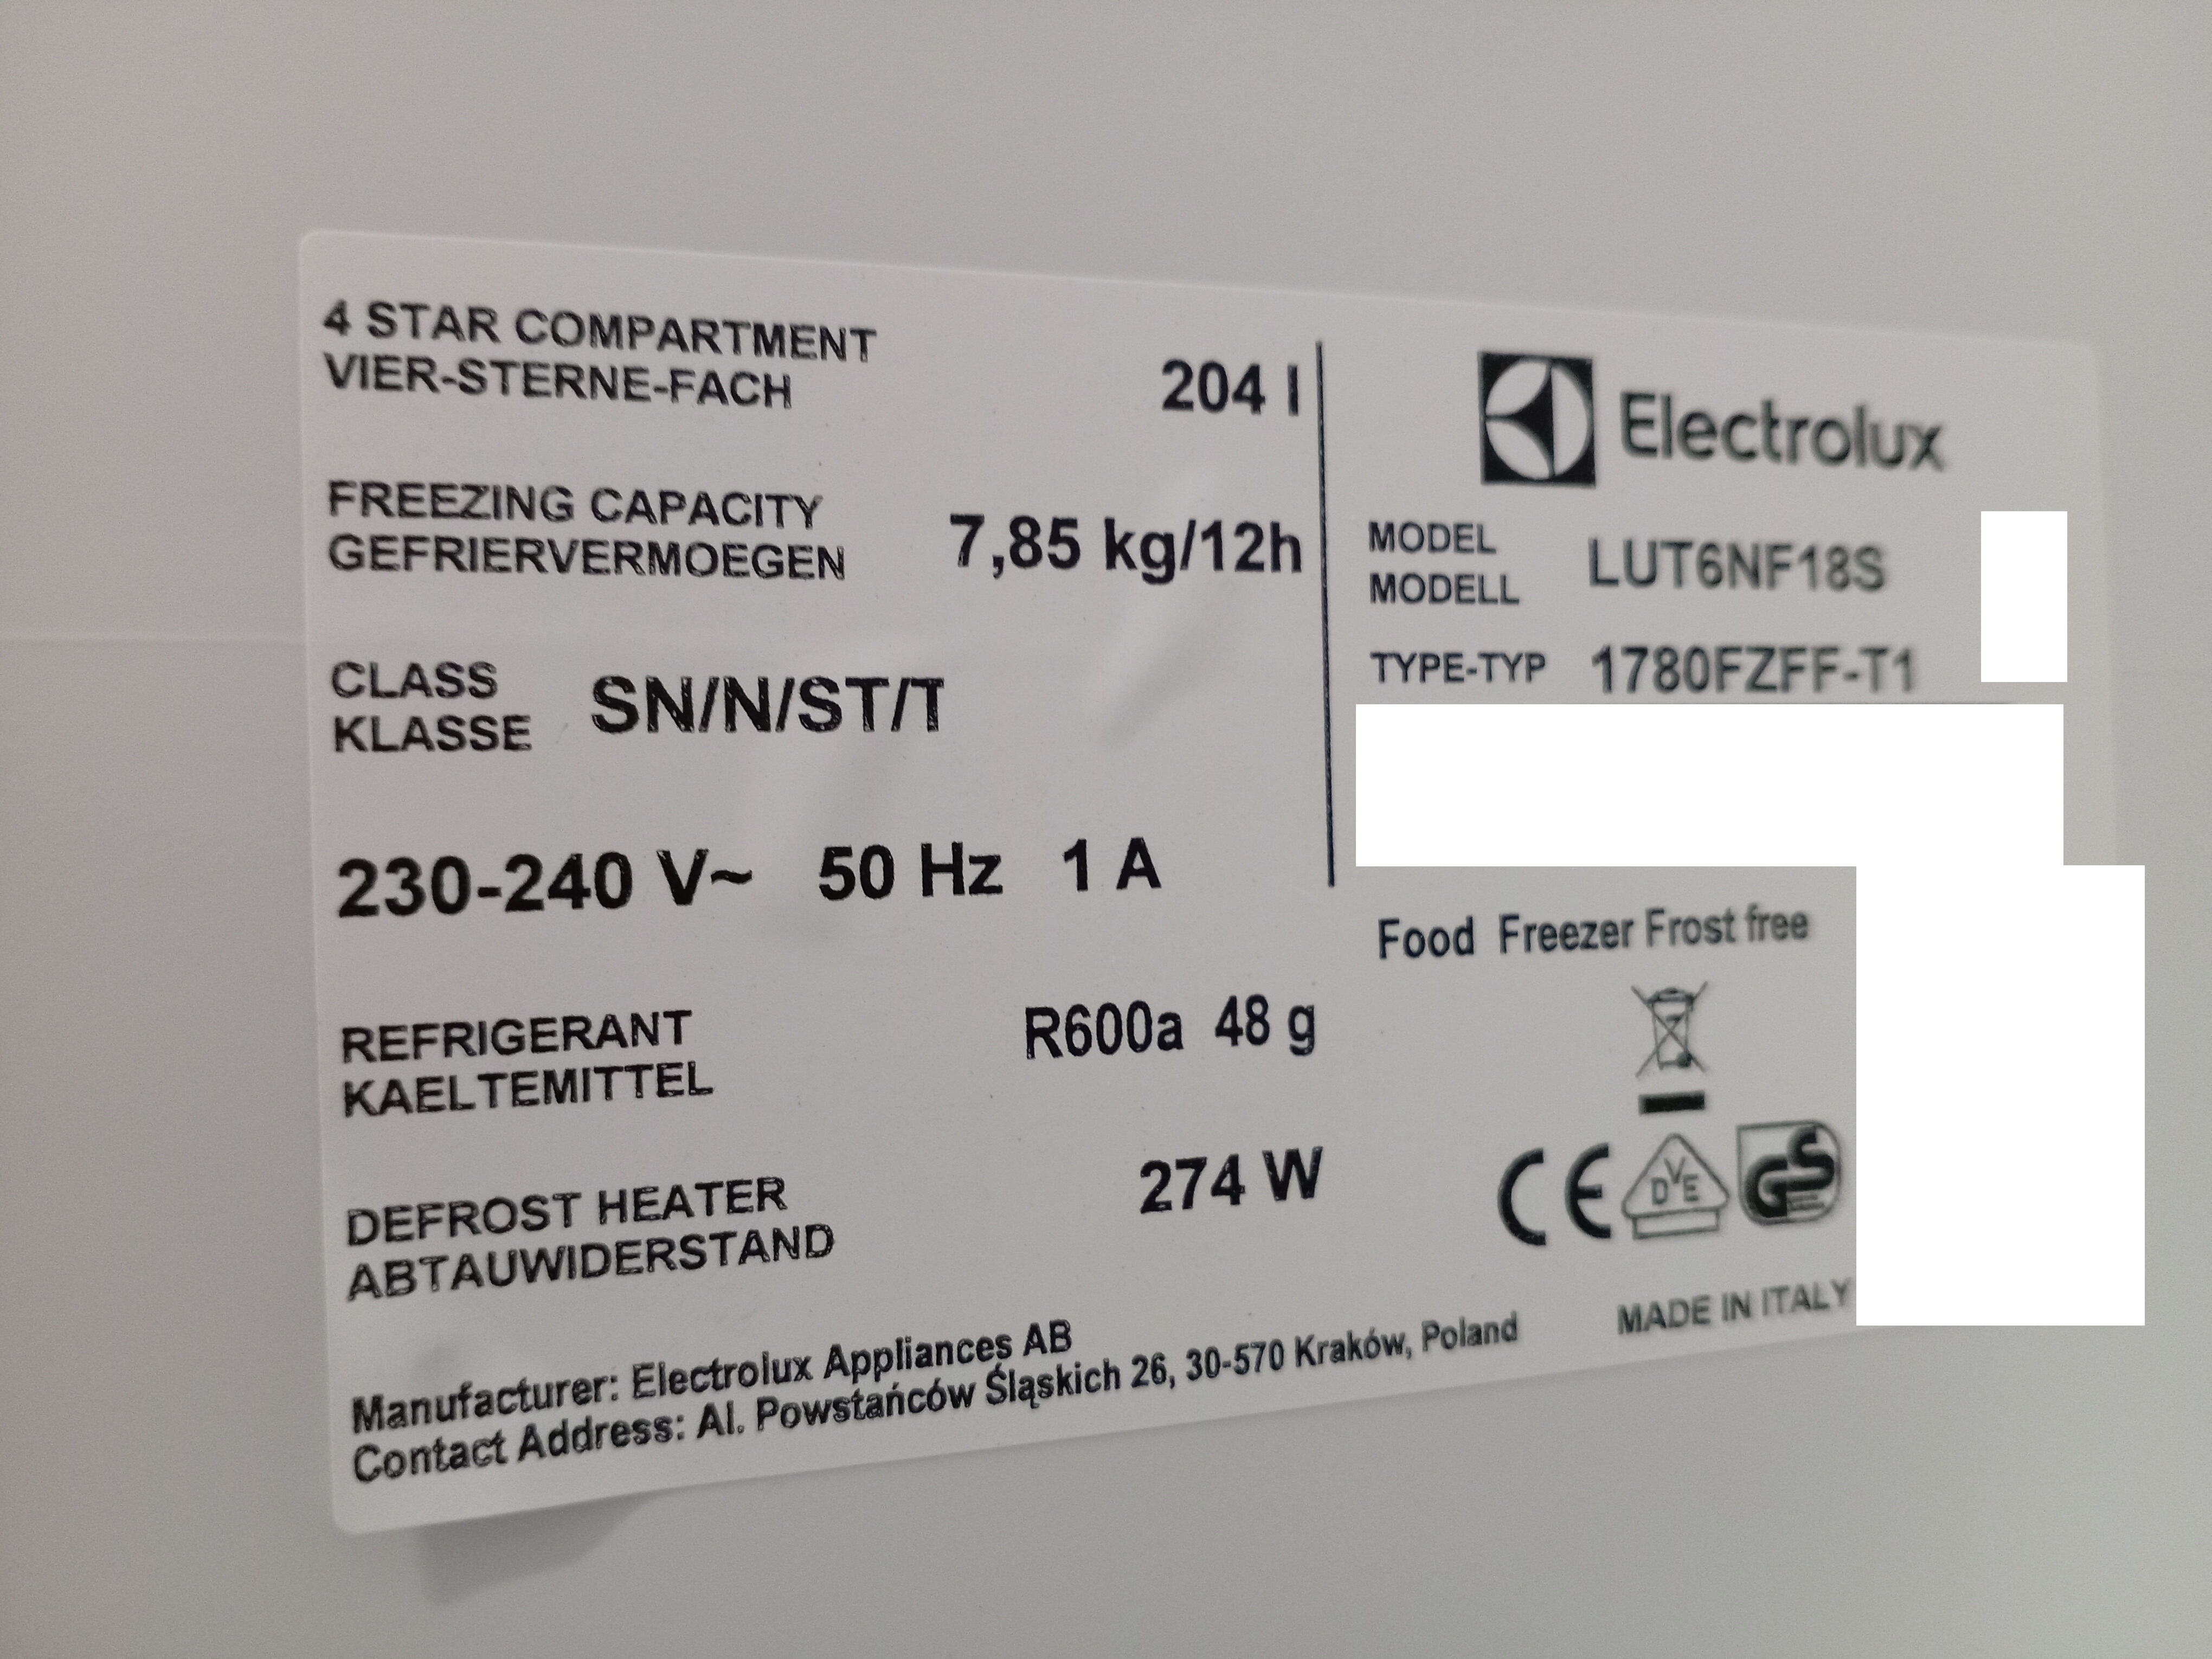 4 STAR COMPARTMENT
VIER-STERNE-FACH
204 l
FREEZING CAPACITY
GEFRIERVERMOEGEN
7,85 kg/12h
CLASS
KLASSE
SN/N/ST/T
230-240 V~ 50 Hz 1 A
REFRIGERANT
KAELTEMITTEL
R600a 48 g
DEFROST HEATER
ABTAUWIDERSTAND
274 W
Manufacturer: Electrolux Appliances AB
Contact Address: Al. Powstańców Śląskich 26, 30-570 Kraków, Poland
Electrolux
MODEL
MODELL
LUT6NF18S
TYPE-TYP 1780FZFF-T1
Food Freezer Frost free
CE DVE GS
MADE IN ITALY